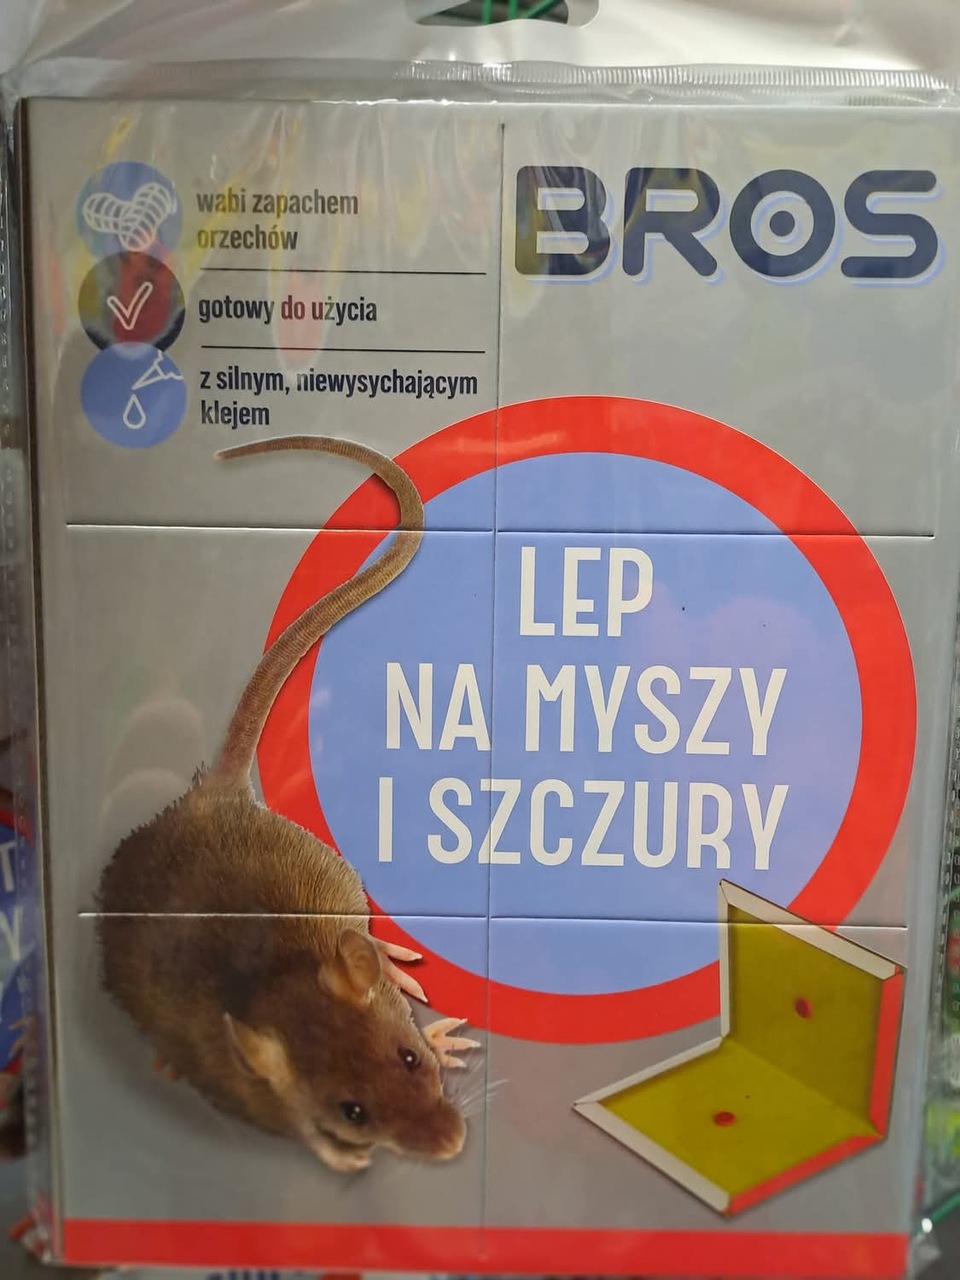 wabi zapachem
orzechów
BROS
gotowy do użycia
z silnym, niewysychającym
klejem
LEP
NA MYSZY
I SZCZURY